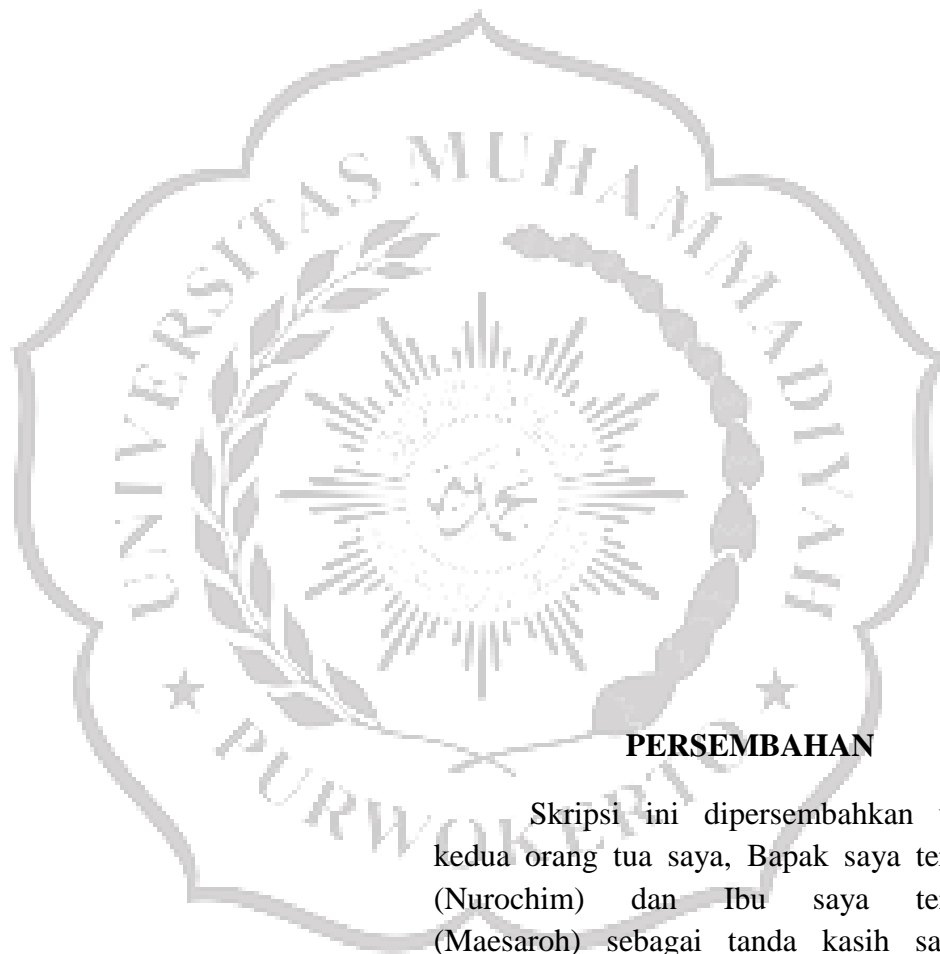 UNIVERSITAS MUHAMMADIYAH
★ PURWOKERTO ★
PERSEMBAHAN
Skripsi ini dipersembahkan
kedua orang tua saya, Bapak saya
(Nurochim) dan Ibu saya
(Maesaroh) sebagai tanda kasih